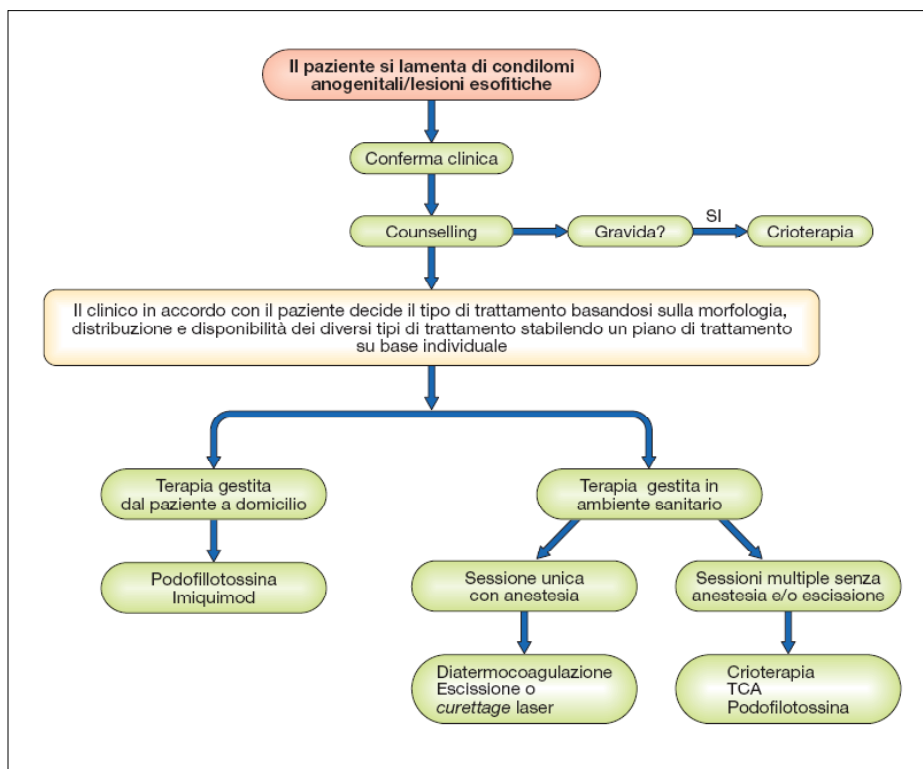 Il paziente si lamenta di condilomi
anogenitali/lesioni esofitiche
Conferma clinica
Counselling
Gravida?
SI
Crioterapia
Il clinico in accordo con il paziente decide il tipo di trattamento basandosi sulla morfologia,
distribuzione e disponibilità dei diversi tipi di trattamento stabilendo un piano di trattamento
su base individuale
Terapia gestita
dal paziente a domicilio
Terapia gestita in
ambiente sanitario
Podofillotossina
Imiquimod
Sessione unica
con anestesia
Sessioni multiple senza
anestesia e/o escissione
Diatermocoagulazione
Escissione o
curettage laser
Crioterapia
TCA
Podofilotossina